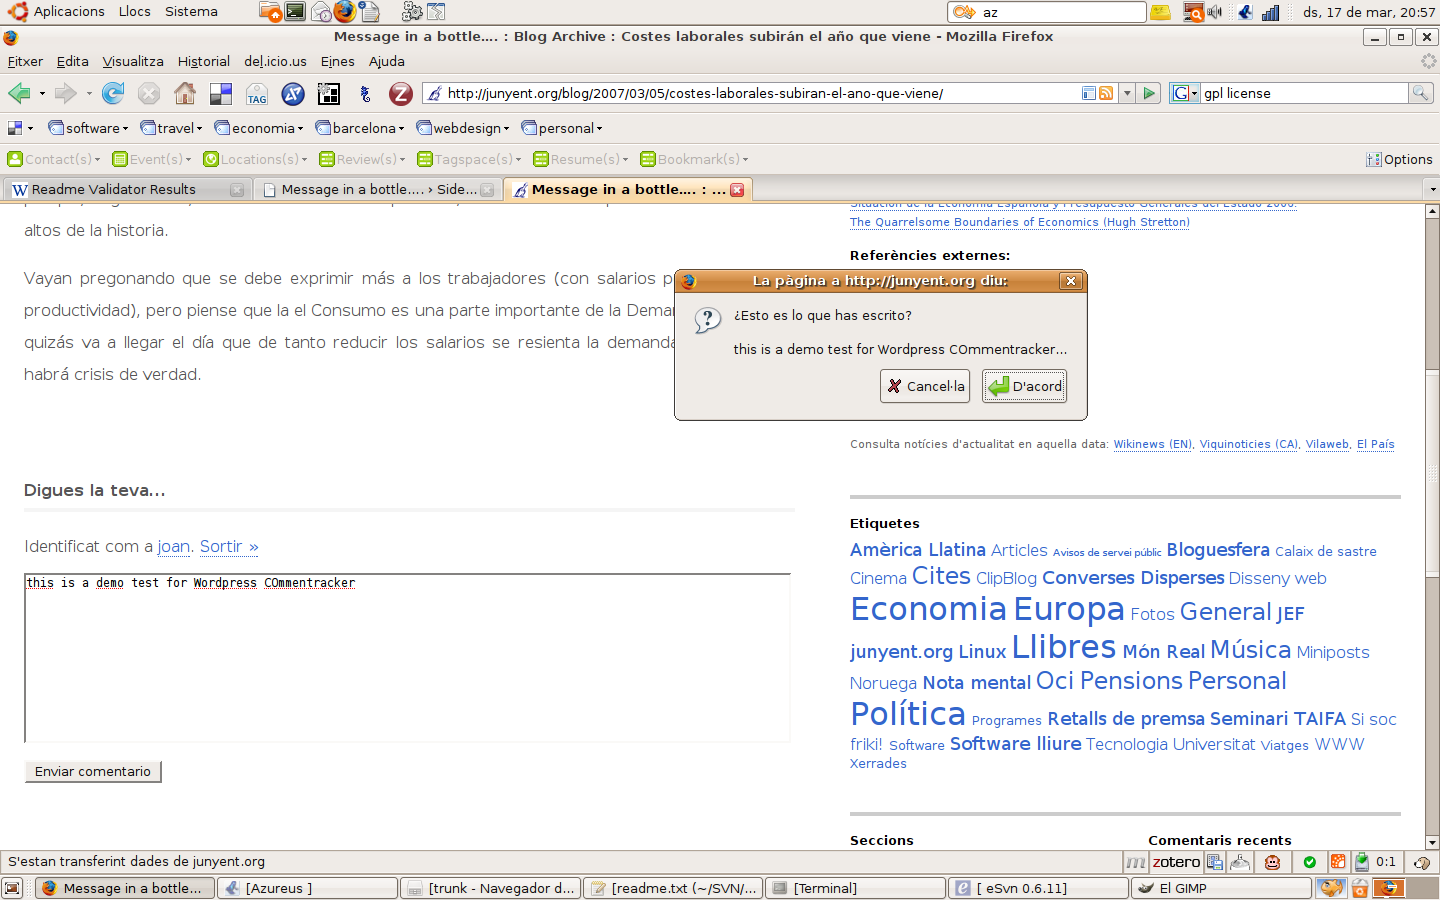 Aplicacions Llocs Sistema az ds, 17 de mar, 20:57
Message in a bottle.... : Blog Archive : Costes laborales subirán el año que viene - Mozilla Firefox
Fitxer Edita Visualitza Historial del.icio.us Eines Ajuda
TAG Z http://junyent.org/blog/2007/03/05/costes-laborales-subiran-el-ano-que-viene/ G gpl license
software travel economia barcelona webdesign personal
Contact(s) Event(s) Locations(s) Review(s) Tagspace(s) Resume(s) Bookmark(s) Options
W Readme Validator Results Message in a bottle.... › Side... Message in a bottle.... : ...
Situación de la Economía Española y Presupuesto Generales del Estado 2006.
altos de la historia.
The Quarrelsome Boundaries of Economics (Hugh Stretton)
Referències externes:
Vayan pregonando que se debe exprimir más a los trabajadores (con salarios p
productividad), pero piense que la el Consumo es una parte importante de la Deman
quizás va a llegar el día que de tanto reducir los salarios se resienta la demanda
habrá crisis de verdad.
La pàgina a http://junyent.org diu:
¿Esto es lo que has escrito?
this is a demo test for Wordpress COmmentracker...
Cancel·la D'acord
Consulta notícies d'actualitat en aquella data: Wikinews (EN), Viquinoticies (CA), Vilaweb, El País
Digues la teva...
Identificat com a joan. Sortir »
this is a demo test for Wordpress COmmentracker
Enviar comentario
Etiquetes
Amèrica Llatina Articles Avisos de servei públic Bloguesfera Calaix de sastre
Cinema Cites ClipBlog Converses Disperses Disseny web
Economia Europa Fotos General JEF
junyent.org Linux Llibres Món Real Música Miniposts
Noruega Nota mental Oci Pensions Personal
Política Programes Retalls de premsa Seminari TAIFA Si soc
friki! Software Software lliure Tecnologia Universitat Viatges WWW
Xerrades
Seccions Comentaris recents
S'estan transferint dades de junyent.org m zotero 0:1
Message in a bottle... [Azureus ] [trunk - Navegador d... [readme.txt (~/SVN/... [Terminal] [ eSvn 0.6.11] El GIMP